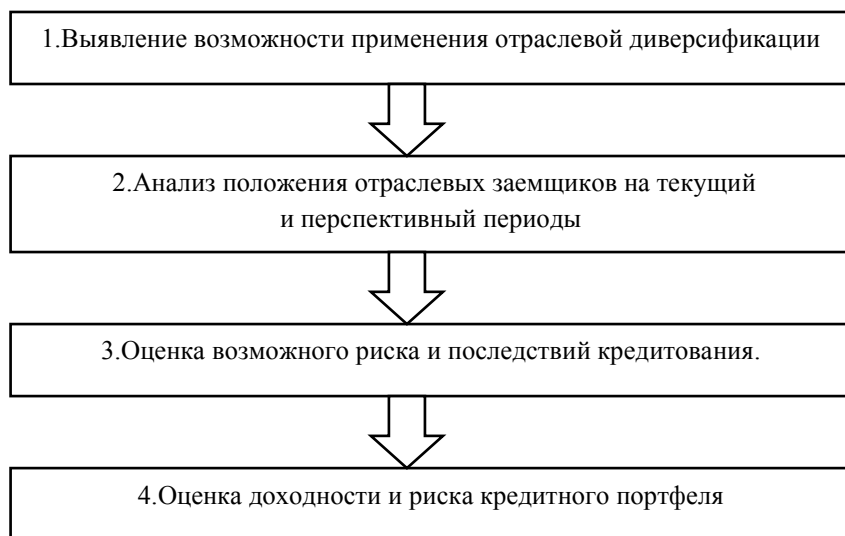 1.Выявление возможности применения отраслевой диверсификации
2.Анализ положения отраслевых заемщиков на текущий
и перспективный периоды
3.Оценка возможного риска и последствий кредитования.
4.Оценка доходности и риска кредитного портфеля